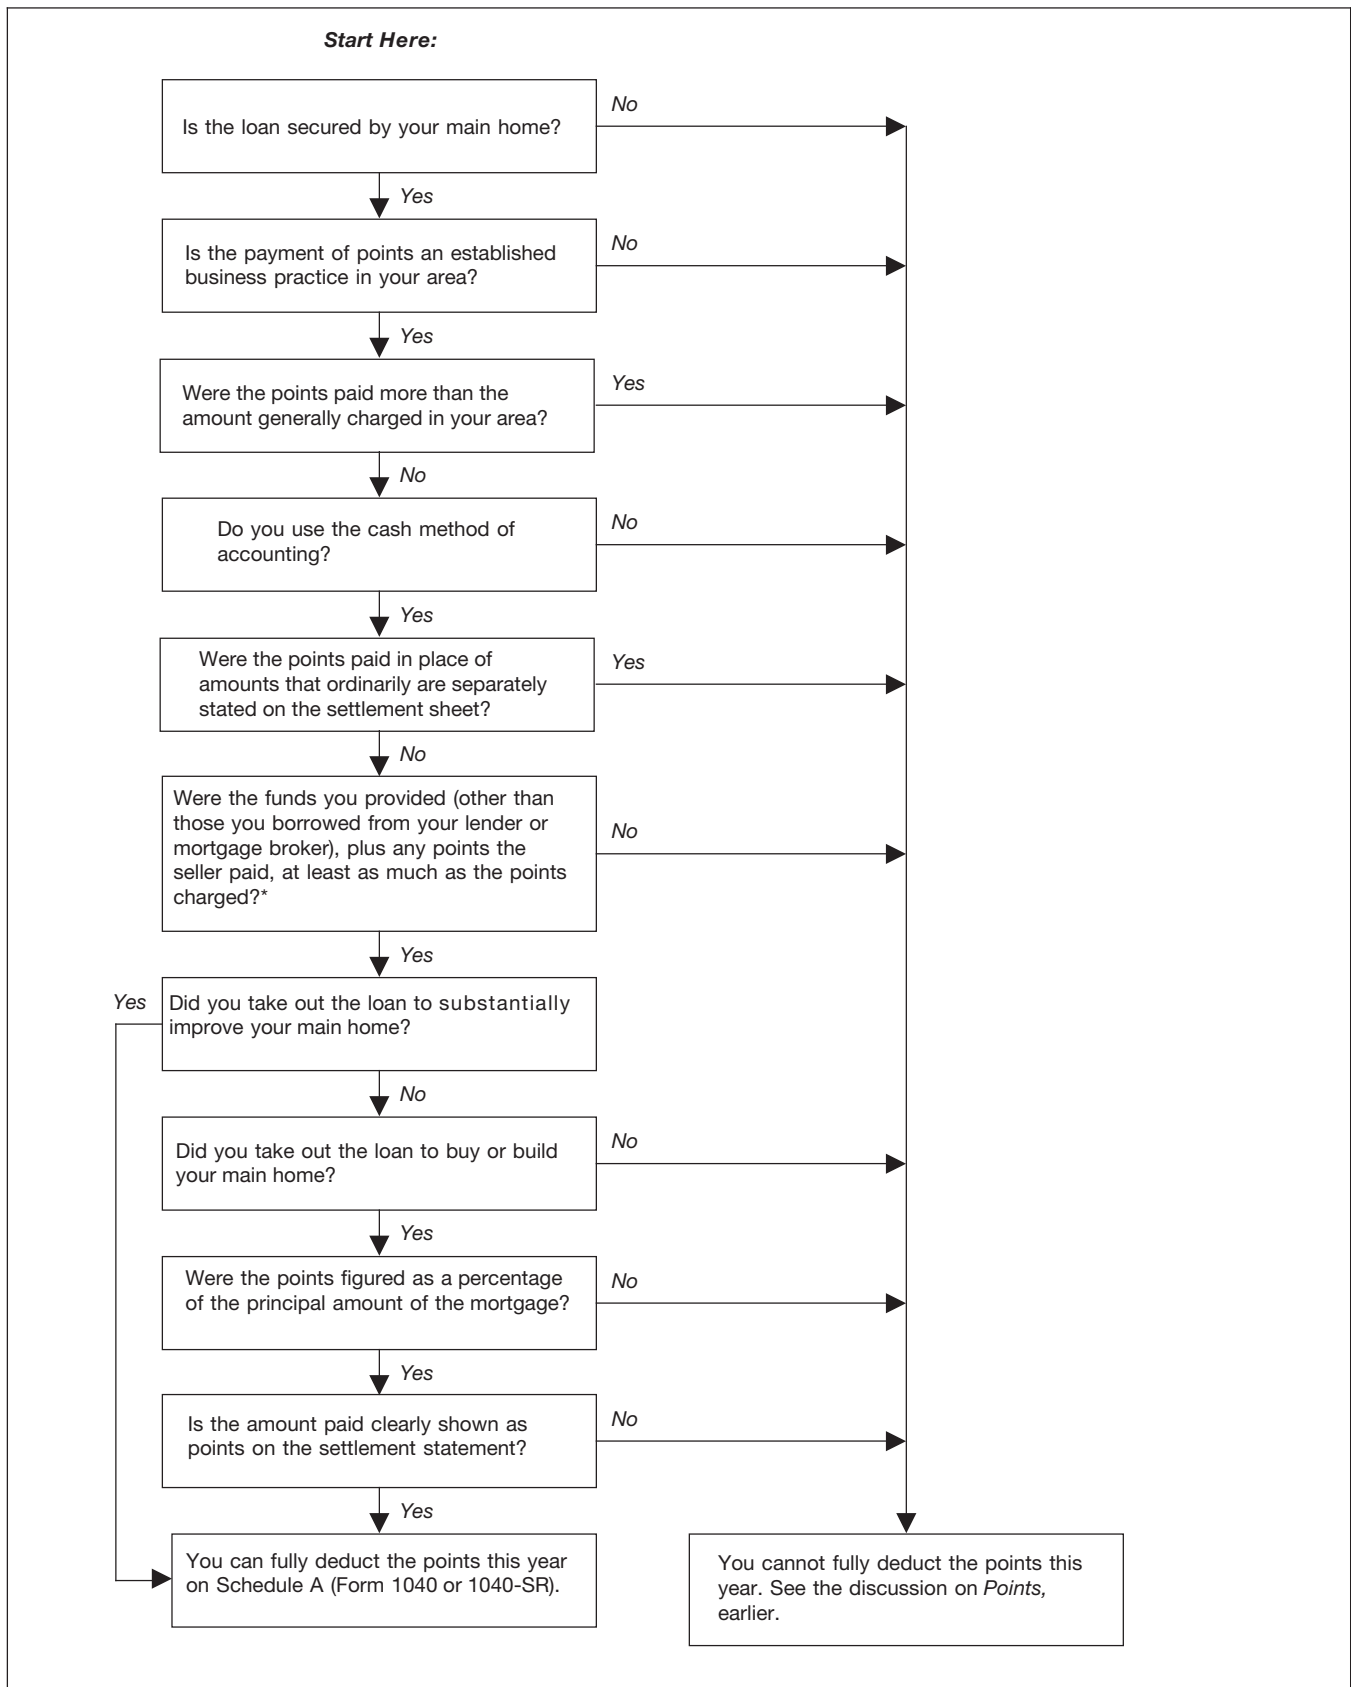 Start Here:
Is the loan secured by your main home?
No
Yes
Is the payment of points an established
business practice in your area?
No
Yes
Were the points paid more than the
amount generally charged in your area?
Yes
No
Do you use the cash method of
accounting?
No
Yes
Were the points paid in place of
amounts that ordinarily are separately
stated on the settlement sheet?
Yes
No
Were the funds you provided (other than
those you borrowed from your lender or
mortgage broker), plus any points the
seller paid, at least as much as the points
charged?*
No
Yes
Did you take out the loan to substantially
improve your main home?
Yes
No
Did you take out the loan to buy or build
your main home?
No
Yes
Were the points figured as a percentage
of the principal amount of the mortgage?
No
Yes
Is the amount paid clearly shown as
points on the settlement statement?
No
Yes
You can fully deduct the points this year
on Schedule A (Form 1040 or 1040-SR).
You cannot fully deduct the points this
year. See the discussion on Points,
earlier.